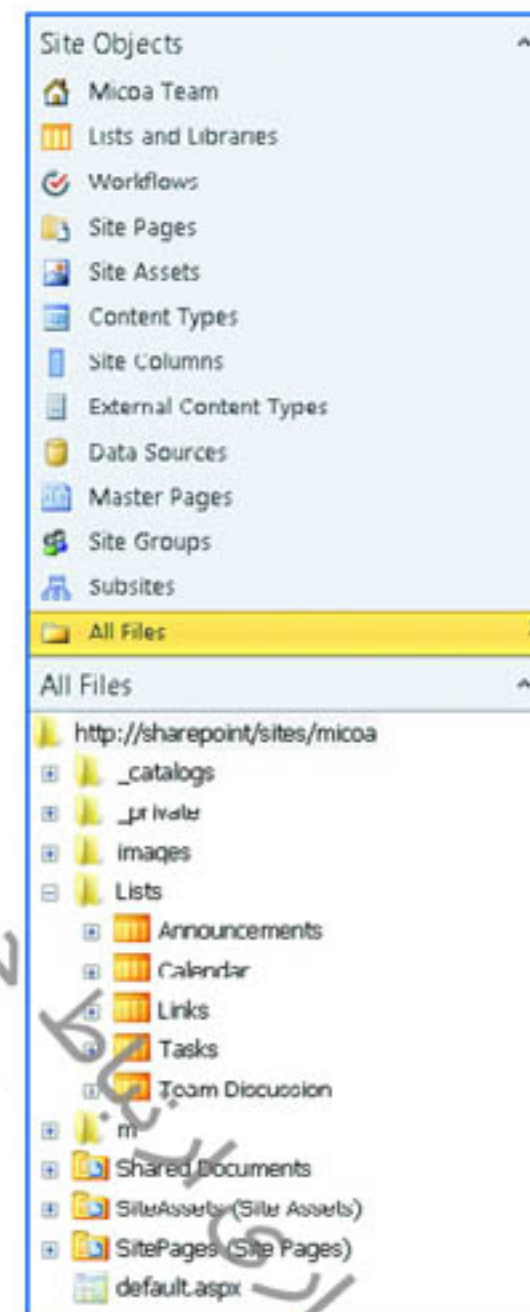 Site Objects
Micoa Team
Lists and Libraries
Workflows
Site Pages
Site Assets
Content Types
Site Columns
External Content Types
Data Sources
Master Pages
Site Groups
Subsites
All Files
All Files
http://sharepoint/sites/micoa
_catalogs
_private
images
Lists
Announcements
Calendar
Links
Tasks
Team Discussion
m
Shared Documents
SiteAssets (Site Assets)
SitePages (Site Pages)
default.aspx